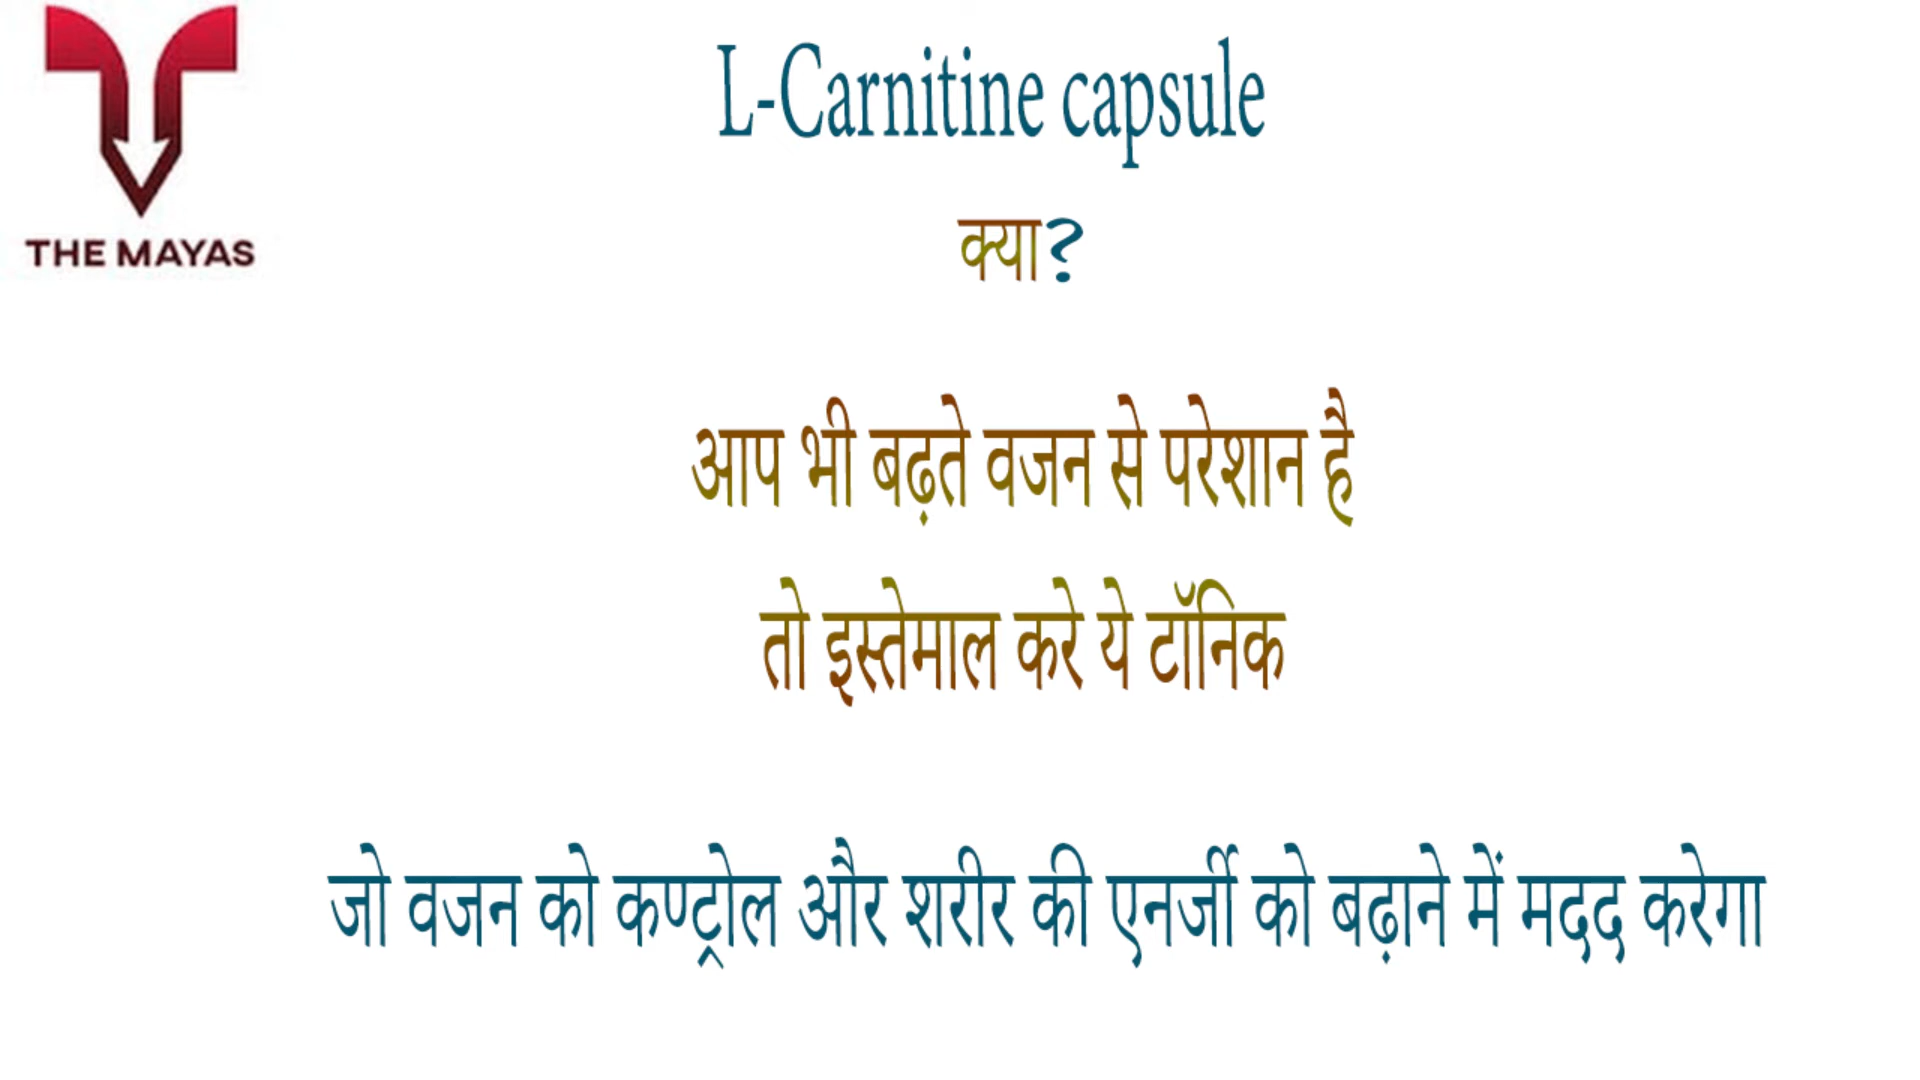 THE MAYAS
L-Carnitine capsule
क्या?
आप भी बढ़ते वजन से परेशान है
तो इस्तेमाल करे ये टॉनिक
जो वजन को कण्ट्रोल और शरीर की एनर्जी को बढ़ाने में मदद करेगा